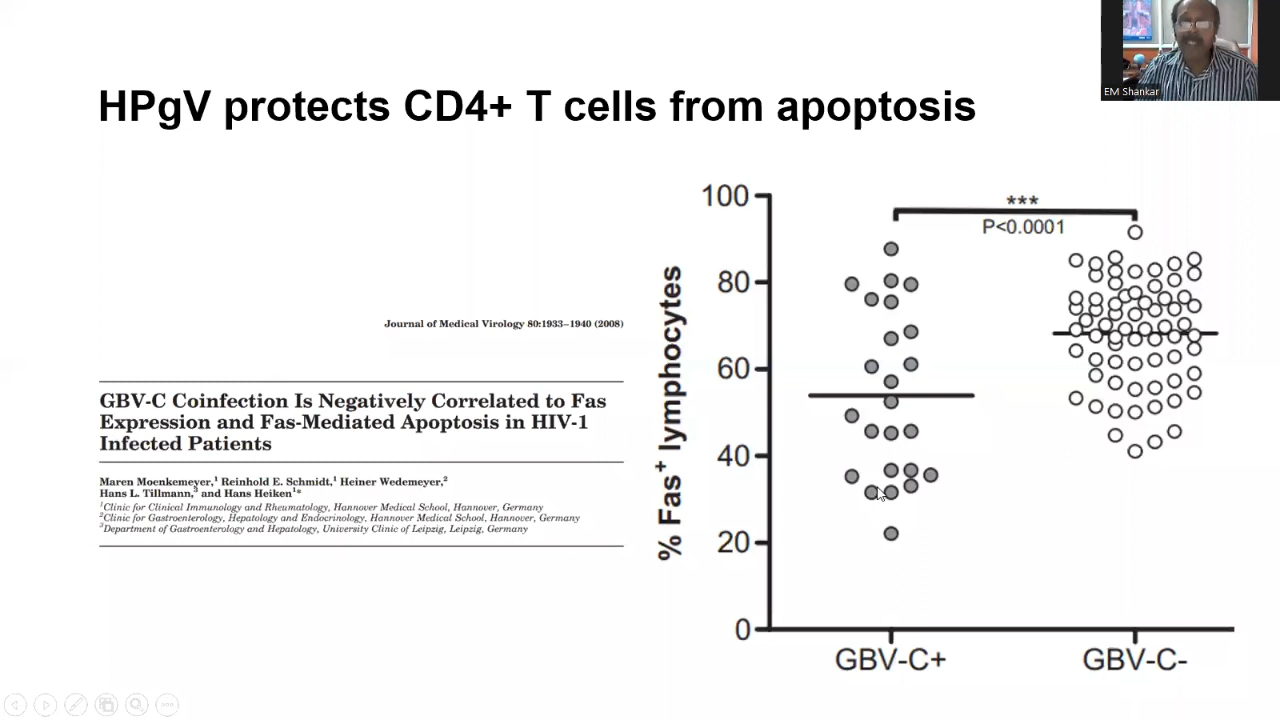 EM Shankar
HPgV protects CD4+ T cells from apoptosis
Journal of Medical Virology 80:1933–1940 (2008)
GBV-C Coinfection Is Negatively Correlated to Fas
Expression and Fas-Mediated Apoptosis in HIV-1
Infected Patients
Maren Moenkemeyer,1 Reinhold E. Schmidt,1 Heiner Wedemeyer,2
Hans L. Tillmann,3 and Hans Heiken1*
1Clinic for Clinical Immunology and Rheumatology, Hannover Medical School, Hannover, Germany
2Clinic for Gastroenterology, Hepatology and Endocrinology, Hannover Medical School, Hannover, Germany
3Department of Gastroenterology and Hepatology, University Clinic of Leipzig, Leipzig, Germany
% Fas+ lymphocytes
100
80
60
40
20
0
***
P<0.0001
GBV-C+
GBV-C-